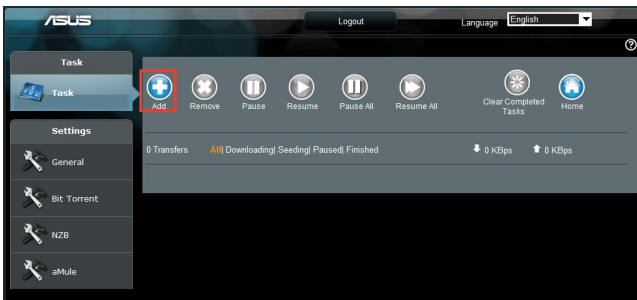 ASUS
Logout
Language English
?
Task
Task
Add
Remove
Pause
Resume
Pause All
Resume All
Clear Completed
Tasks
Home
Settings
General
Bit Torrent
NZB
aMule
0 Transfers All| Downloading| Seeding| Paused| Finished 0 KBps 0 KBps